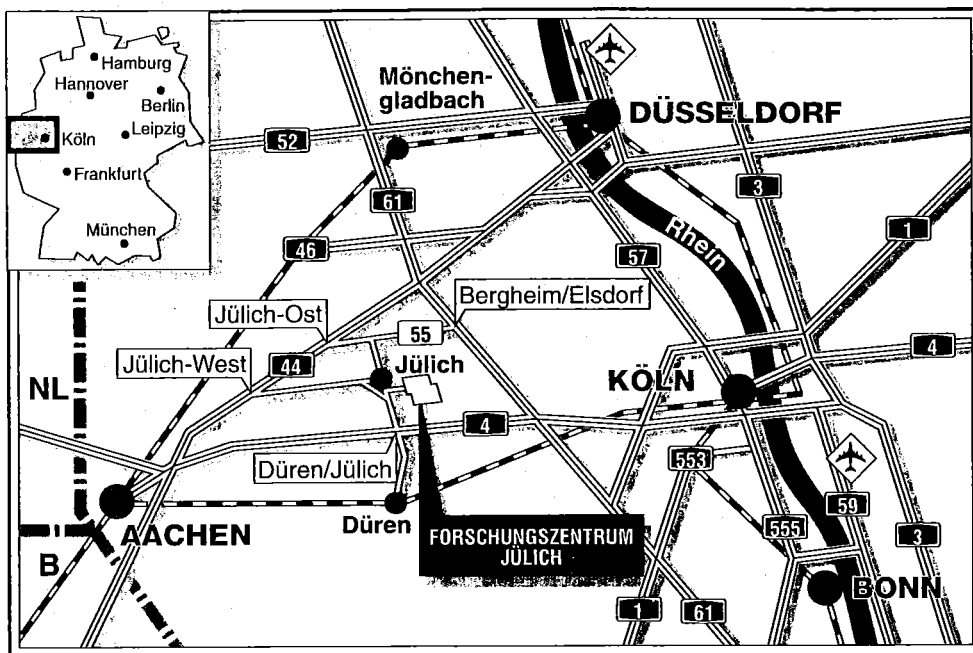 Hamburg
Hannover
Berlin
Köln
Leipzig
Frankfurt
München
Mönchen-
gladbach
DÜSSELDORF
52
3
61
1
46
Rhein
57
Bergheim/Elsdorf
Jülich-Ost
55
44
Jülich
4
Jülich-West
KÖLN
NL
4
553
Düren/Jülich
AACHEN
Düren
59
FORSCHUNGSZENTRUM
JÜLICH
555
3
B
BONN
1
61